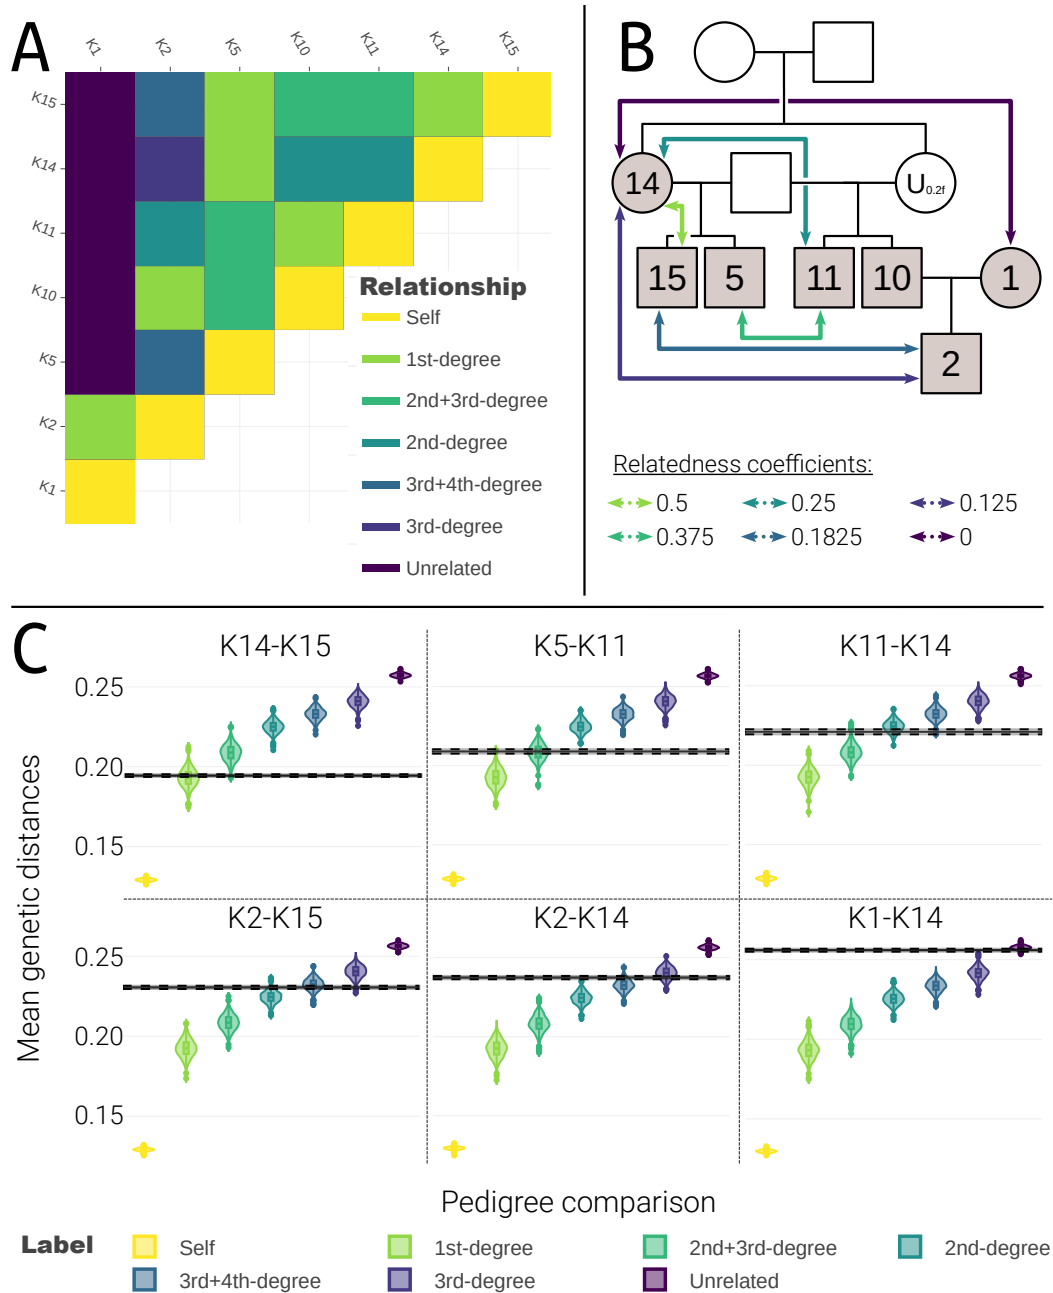 A
K1
K2
K5
K10
K11
K14
K15
K15
K14
K11
K10
K5
K2
K1
Relationship
Self
1st-degree
2nd+3rd-degree
2nd-degree
3rd+4th-degree
3rd-degree
Unrelated
B
14
U0.2f
15
5
11
10
1
2
Relatedness coefficients:
0.5
0.25
0.125
0.375
0.1825
0
C
Mean genetic distances
K14-K15
K5-K11
K11-K14
0.25
0.20
0.15
K2-K15
K2-K14
K1-K14
0.25
0.20
0.15
Pedigree comparison
Label
Self
1st-degree
2nd+3rd-degree
2nd-degree
3rd+4th-degree
3rd-degree
Unrelated